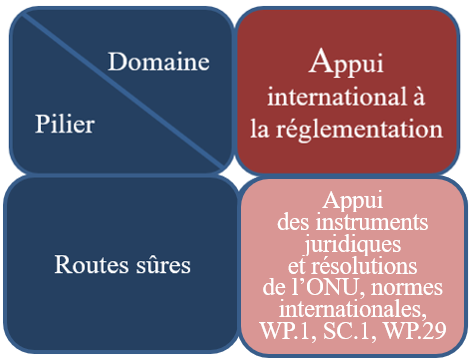 Domaine
Pilier
Appui
international à
la réglementation
Routes sûres
Appui
des instruments
juridiques
et résolutions
de l’ONU, normes
internationales,
WP.1, SC.1, WP.29